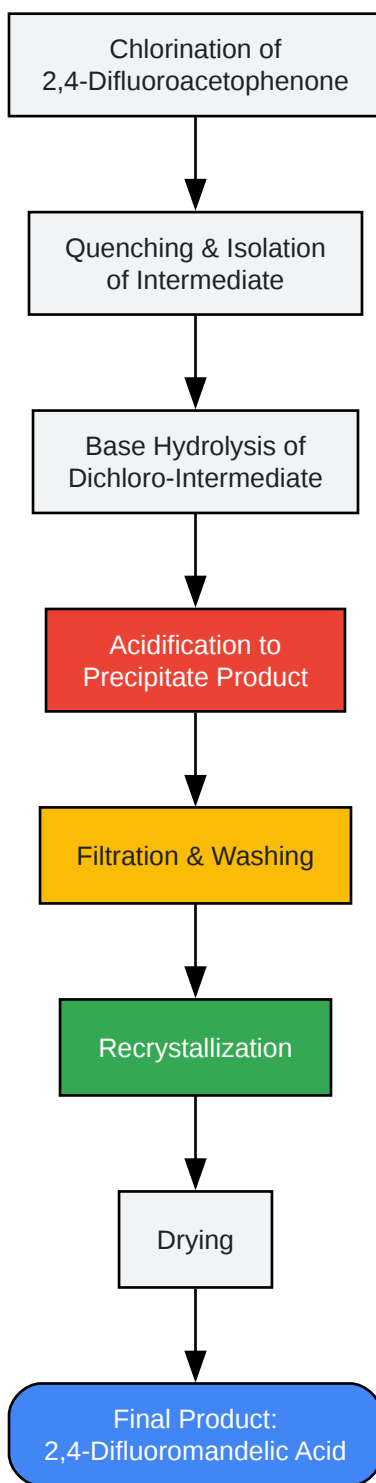 Chlorination of
2,4-Difluoroacetophenone
Quenching & Isolation
of Intermediate
Base Hydrolysis of
Dichloro-Intermediate
Acidification to
Precipitate Product
Filtration & Washing
Recrystallization
Drying
Final Product:
2,4-Difluoromandelic Acid